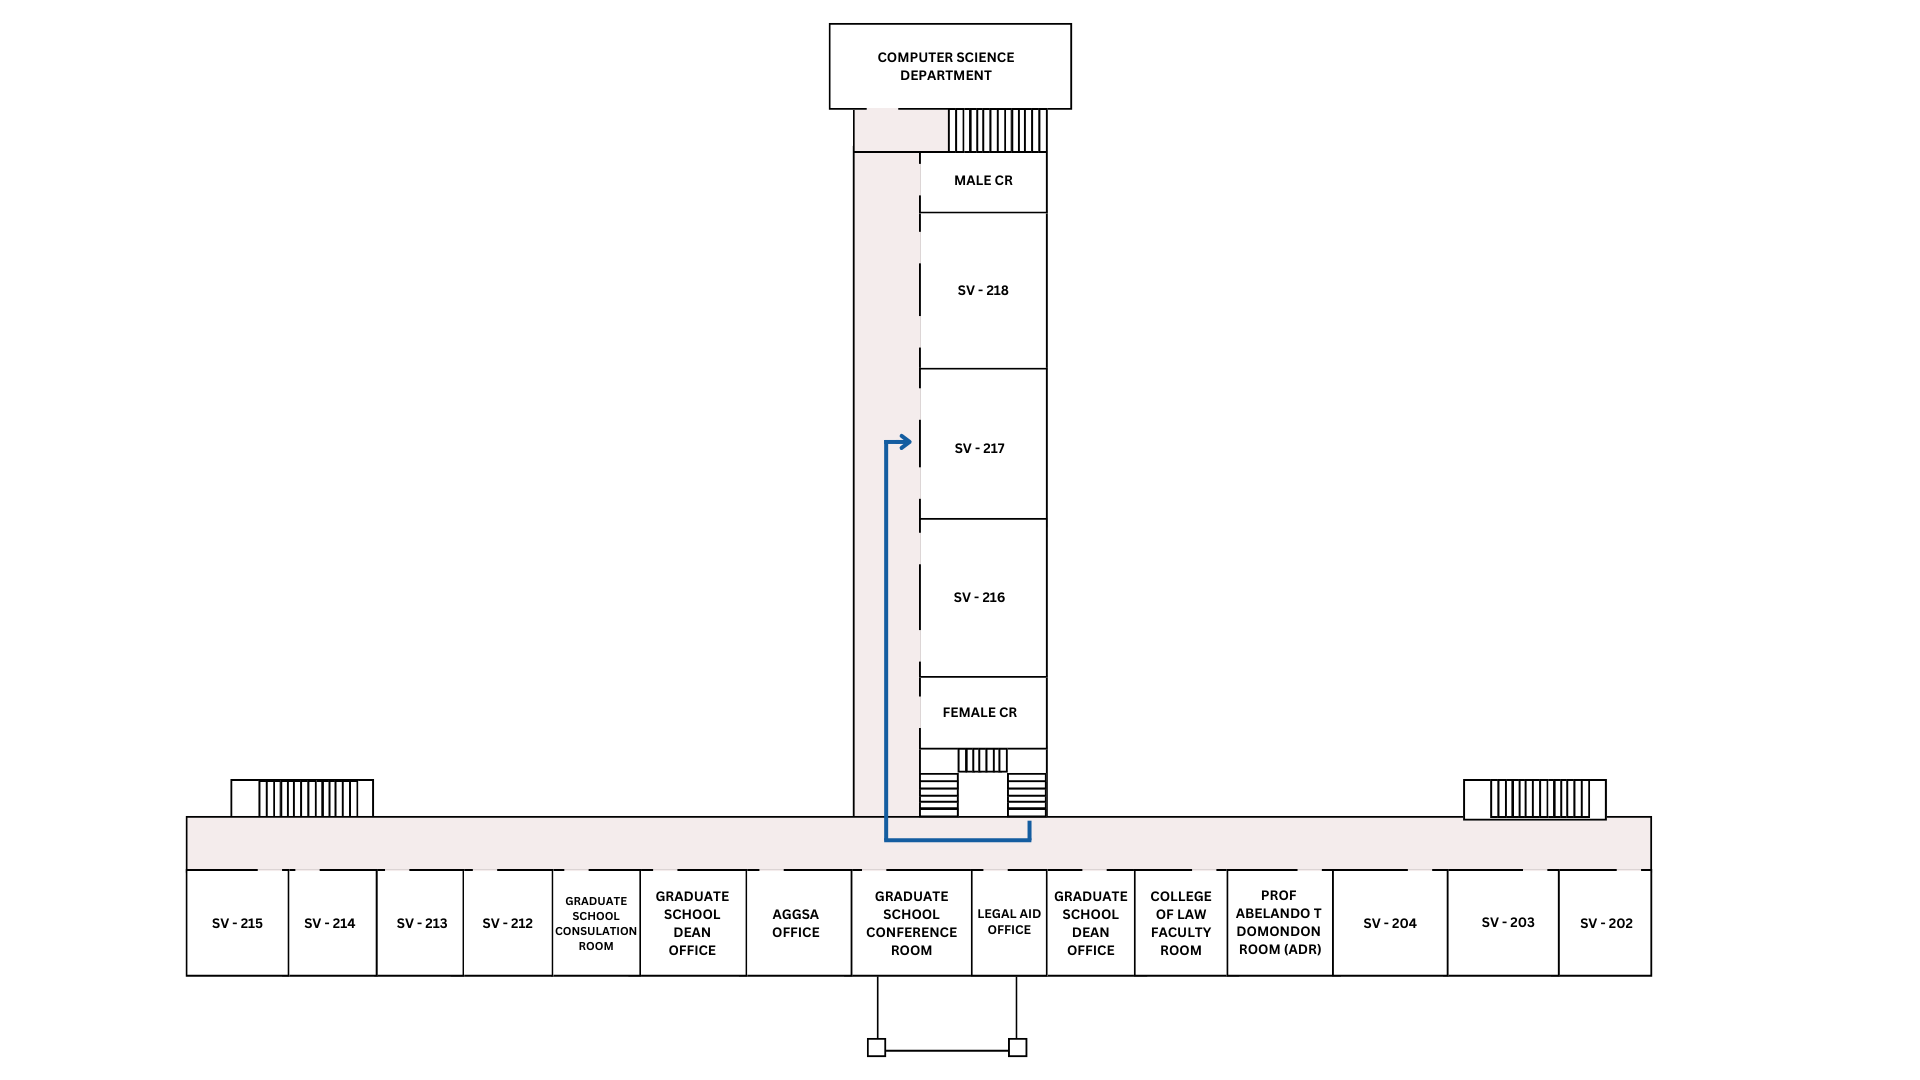 COMPUTER SCIENCE
DEPARTMENT
MALE CR
SV - 218
SV - 217
SV - 216
FEMALE CR
SV - 215
SV - 214
SV - 213
SV - 212
GRADUATE
SCHOOL
CONSULATION
ROOM
GRADUATE
SCHOOL
DEAN
OFFICE
AGGSA
OFFICE
GRADUATE
SCHOOL
CONFERENCE
ROOM
LEGAL AID
OFFICE
GRADUATE
SCHOOL
DEAN
OFFICE
COLLEGE
OF LAW
FACULTY
ROOM
PROF
ABELANDO T
DOMONDON
ROOM (ADR)
SV - 204
SV - 203
SV - 202